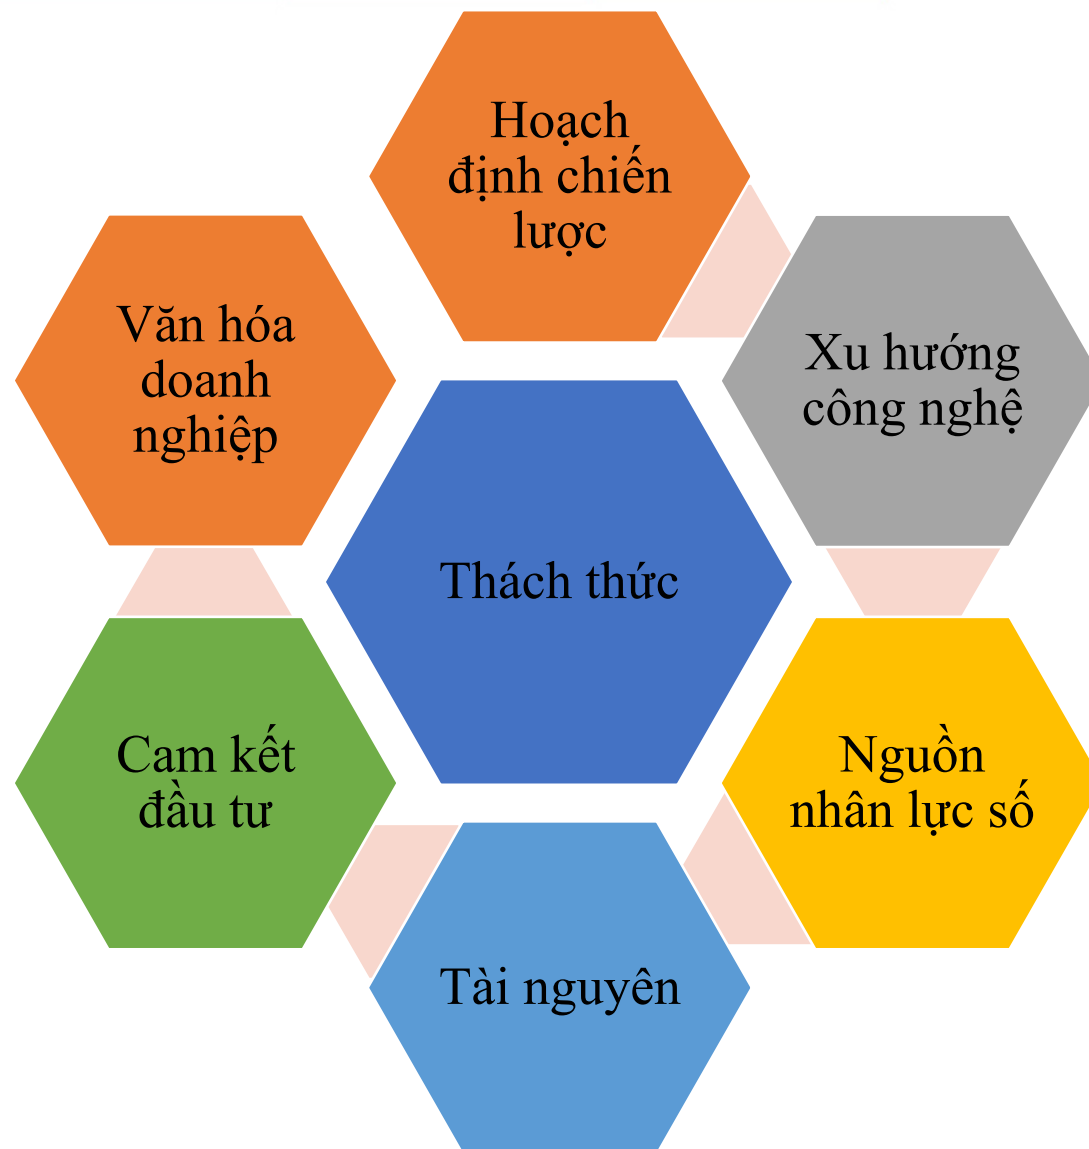 Hoạch
định chiến
lược
Xu hướng
công nghệ
Nguồn
nhân lực số
Tài nguyên
Cam kết
đầu tư
Văn hóa
doanh
nghiệp
Thách thức